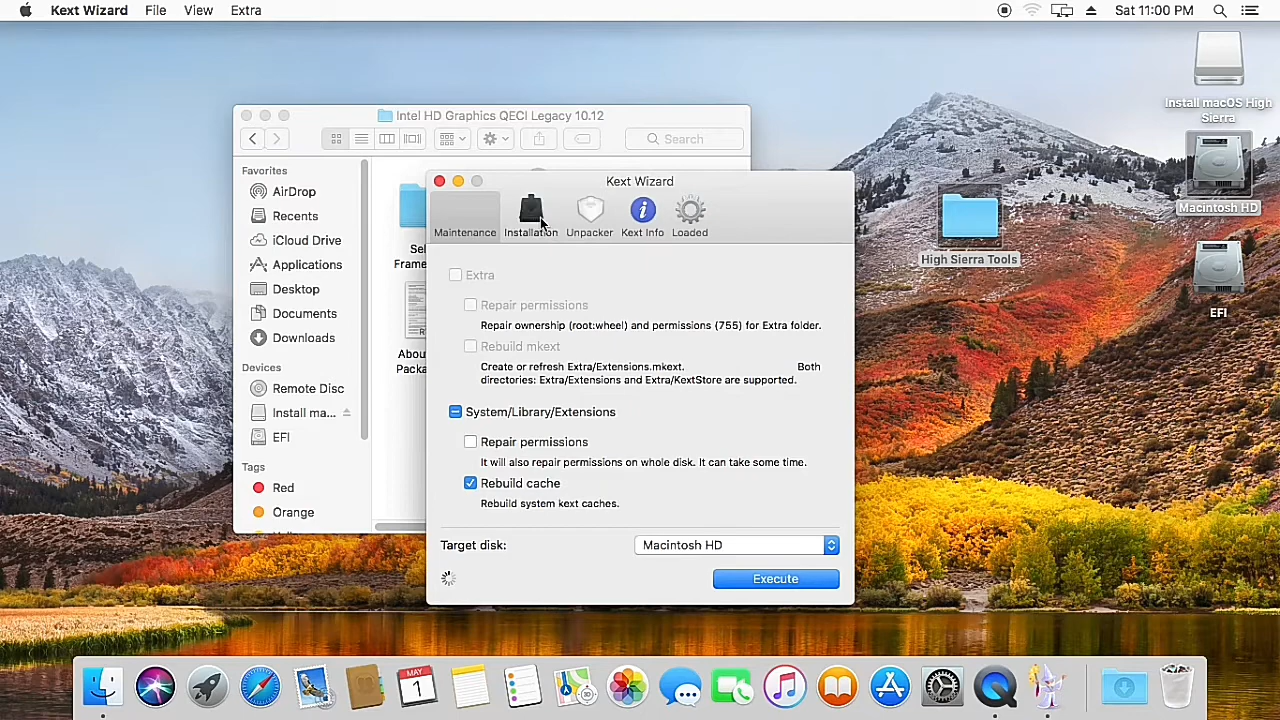 Kext Wizard File View Extra Sat 11:00 PM
Install macOS High
Sierra
Macintosh HD
EFI
High Sierra Tools
Intel HD Graphics QECI Legacy 10.12
Search
Favorites
AirDrop
Recents
iCloud Drive
Applications
Desktop
Documents
Downloads
Devices
Remote Disc
Install ma...
EFI
Tags
Red
Orange
Sel
Frame
Abou
Packa
Kext Wizard
Maintenance Installation Unpacker Kext Info Loaded
Extra
Repair permissions
Repair ownership (root:wheel) and permissions (755) for Extra folder.
Rebuild mkext
Create or refresh Extra/Extensions.mkext. Both
directories: Extra/Extensions and Extra/KextStore are supported.
System/Library/Extensions
Repair permissions
It will also repair permissions on whole disk. It can take some time.
Rebuild cache
Rebuild system kext caches.
Target disk: Macintosh HD
Execute
MAY
1